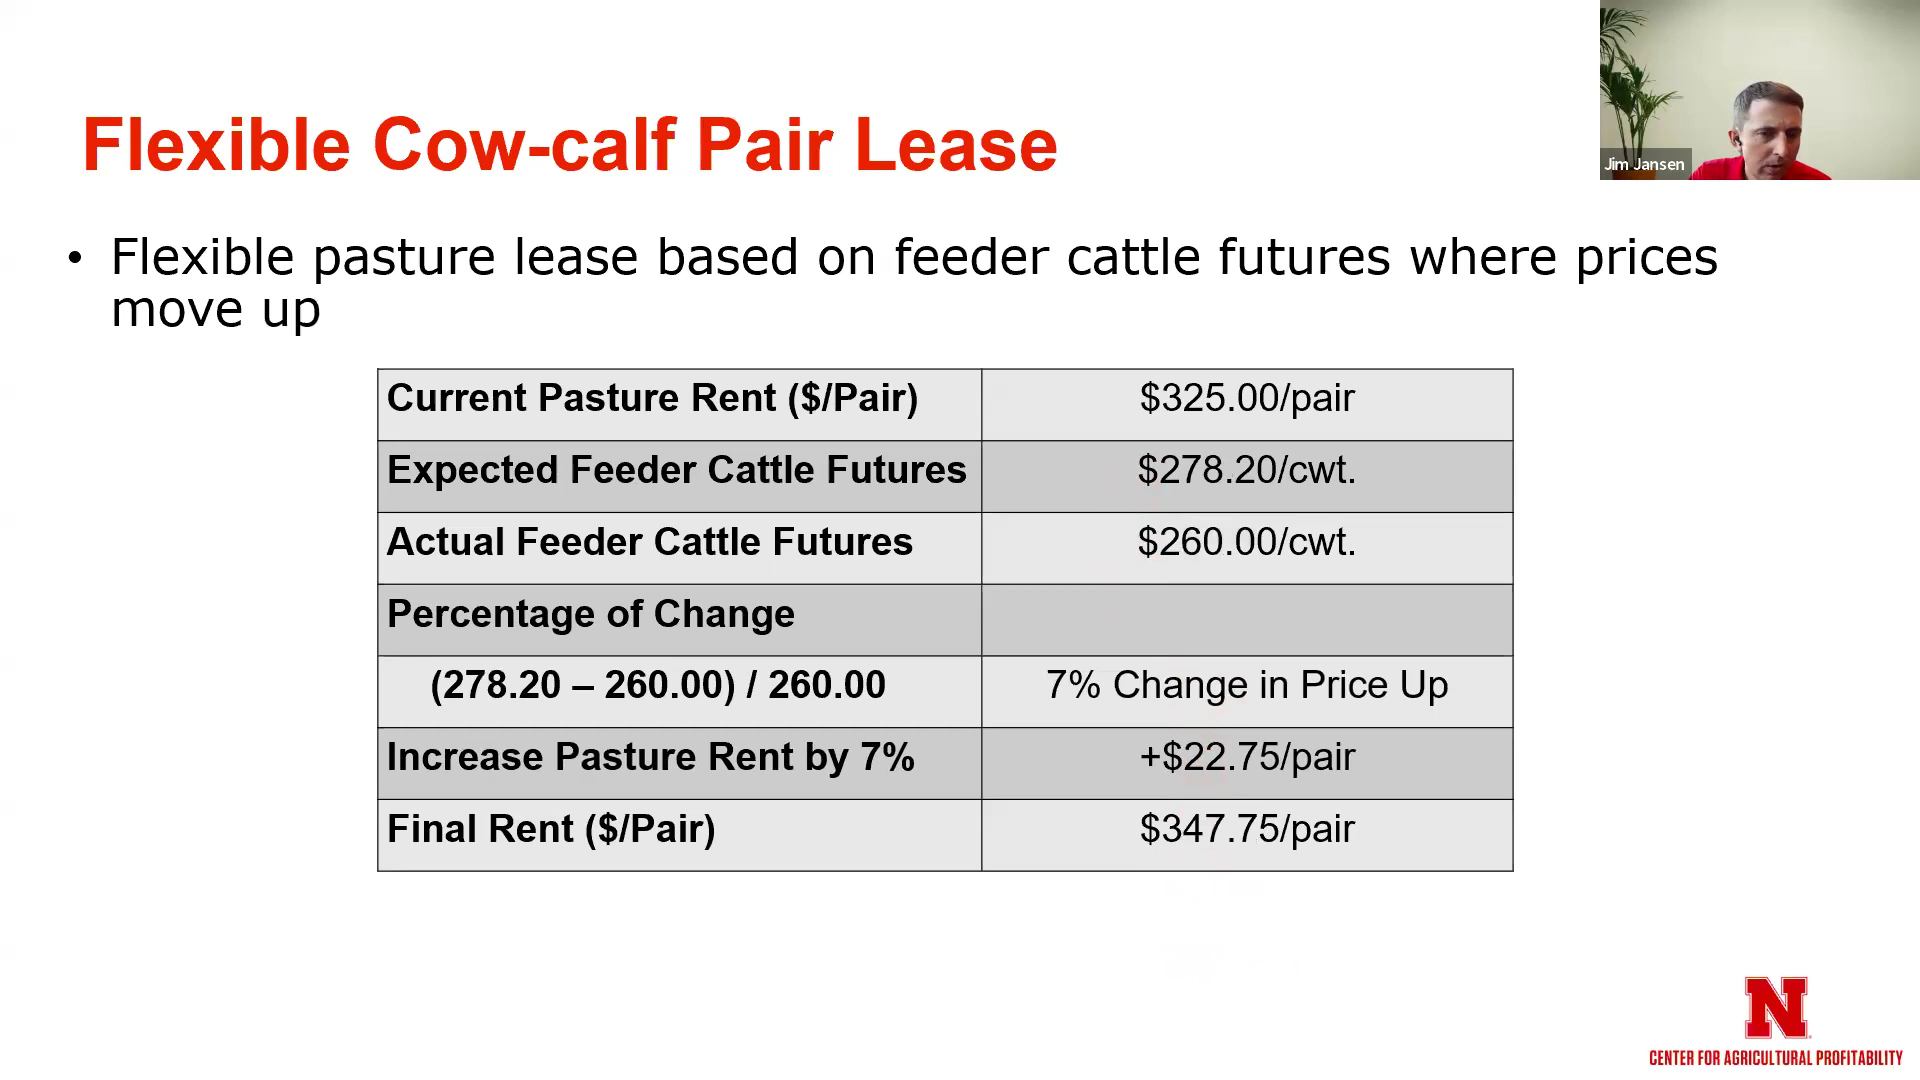 Flexible Cow-calf Pair Lease
Jim Jansen
• Flexible pasture lease based on feeder cattle futures where prices
move up
Current Pasture Rent ($/Pair) $325.00/pair
Expected Feeder Cattle Futures $278.20/cwt.
Actual Feeder Cattle Futures $260.00/cwt.
Percentage of Change
(278.20 – 260.00) / 260.00 7% Change in Price Up
Increase Pasture Rent by 7% +$22.75/pair
Final Rent ($/Pair) $347.75/pair
N
CENTER FOR AGRICULTURAL PROFITABILITY